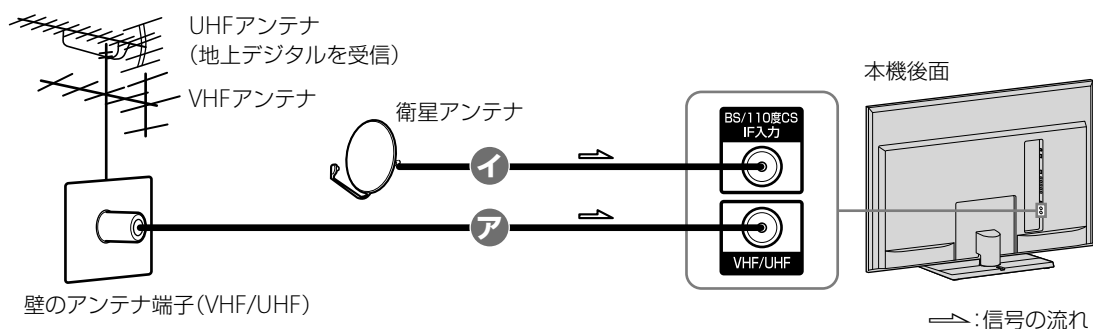 UHFアンテナ
(地上デジタルを受信)
VHFアンテナ
衛星アンテナ
本機後面
BS/110度CS
IF入力
イ
ア
VHF/UHF
壁のアンテナ端子(VHF/UHF)
:信号の流れ